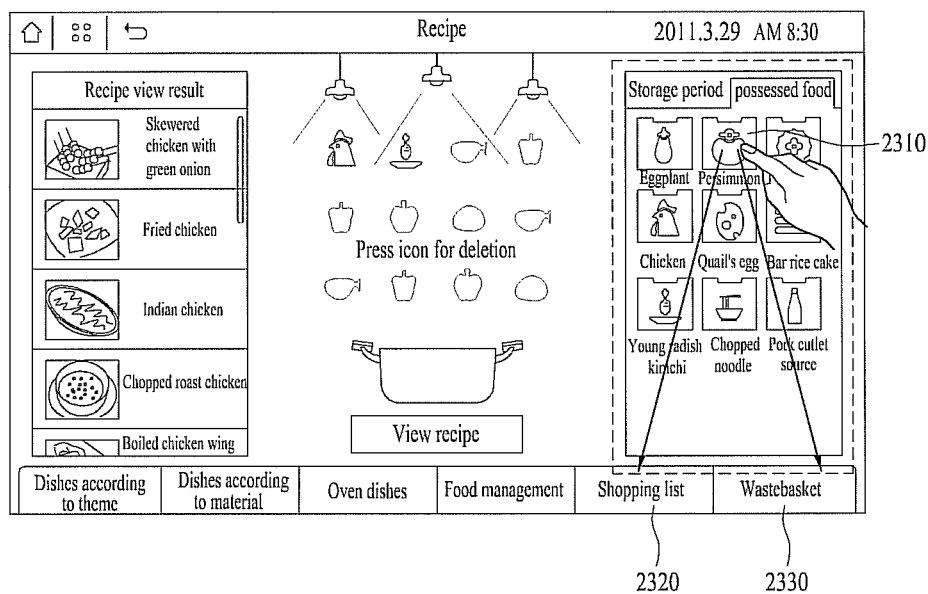 Recipe
2011.3.29 AM 8:30
Recipe view result
Skewered
chicken with
green onion
Fried chicken
Indian chicken
Chopped roast chicken
Boiled chicken wing
Press icon for deletion
View recipe
Storage period
possessed food
Eggplant
Persimmon
Chicken
Quail's egg
Bar rice cake
Young radish
kimchi
Chopped
noodle
Pork cutlet
source
Dishes according
to theme
Dishes according
to material
Oven dishes
Food management
Shopping list
Wastebasket
2310
2320
2330